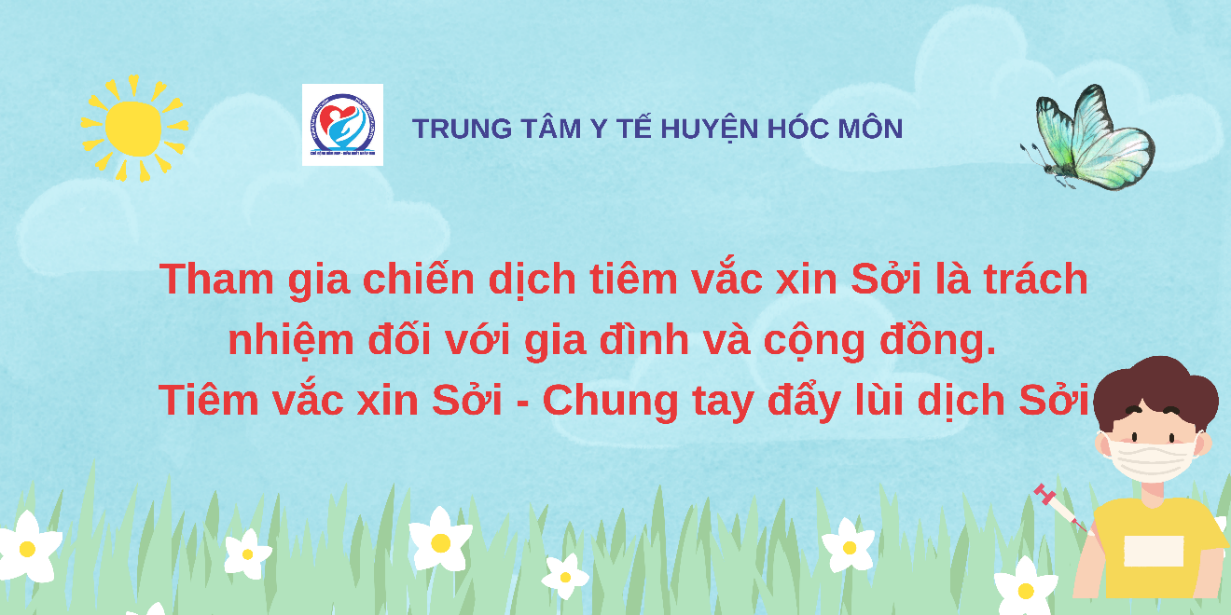 TRUNG TÂM Y TẾ HUYỆN HÓC MÔN
Tham gia chiến dịch tiêm vắc xin Sởi là trách
nhiệm đối với gia đình và cộng đồng.
Tiêm vắc xin Sởi - Chung tay đẩy lùi dịch Sởi